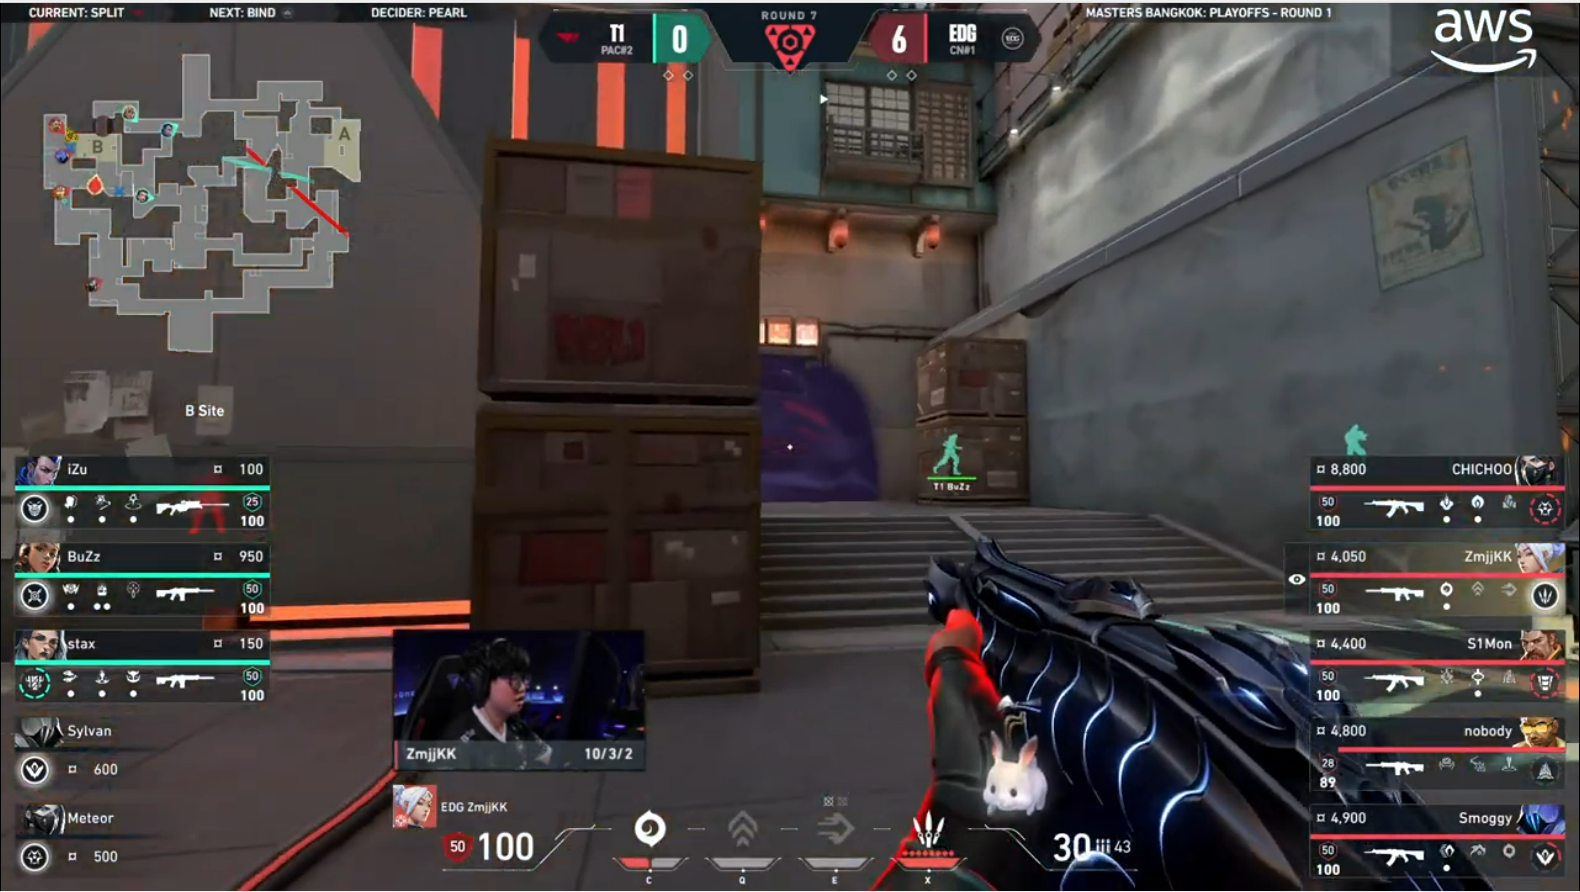 CURRENT: SPLIT
NEXT: BIND
DECIDER: PEARL
T1
PAC#2
0
ROUND 7
6
EDG
CN#1
MASTERS BANGKOK: PLAYOFFS - ROUND 1
aws
A
B
B Site
T1 BuZz
iZu
100
25
100
BuZz
950
50
100
stax
150
50
100
Sylvan
600
Meteor
500
8,800
CHICHOO
50
100
4,050
ZmjjKK
50
100
4,400
S1Mon
50
100
4,800
nobody
28
89
4,900
Smoggy
50
100
ZmjjKK
10/3/2
EDG ZmjjKK
50
100
C
Q
E
X
30
43